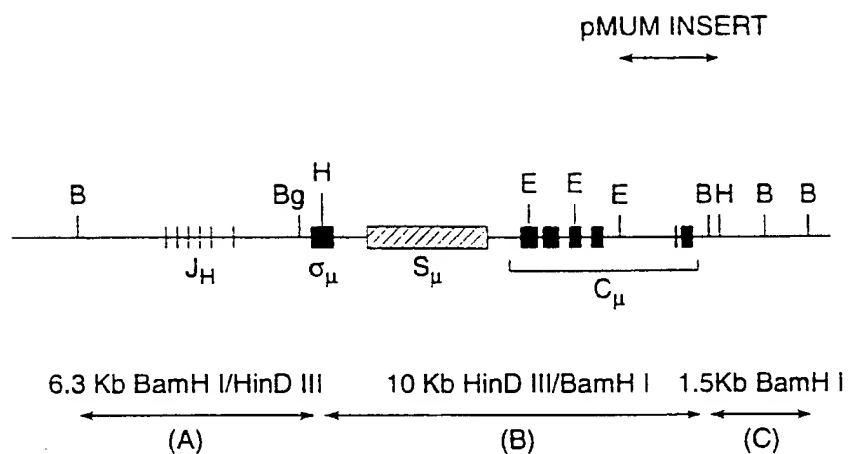 pMUM INSERT
B Bg H E E E B H B B
J_H σ_μ S_μ C_μ
6.3 Kb BamH I/HinD III 10 Kb HinD III/BamH I 1.5Kb BamH I
(A) (B) (C)